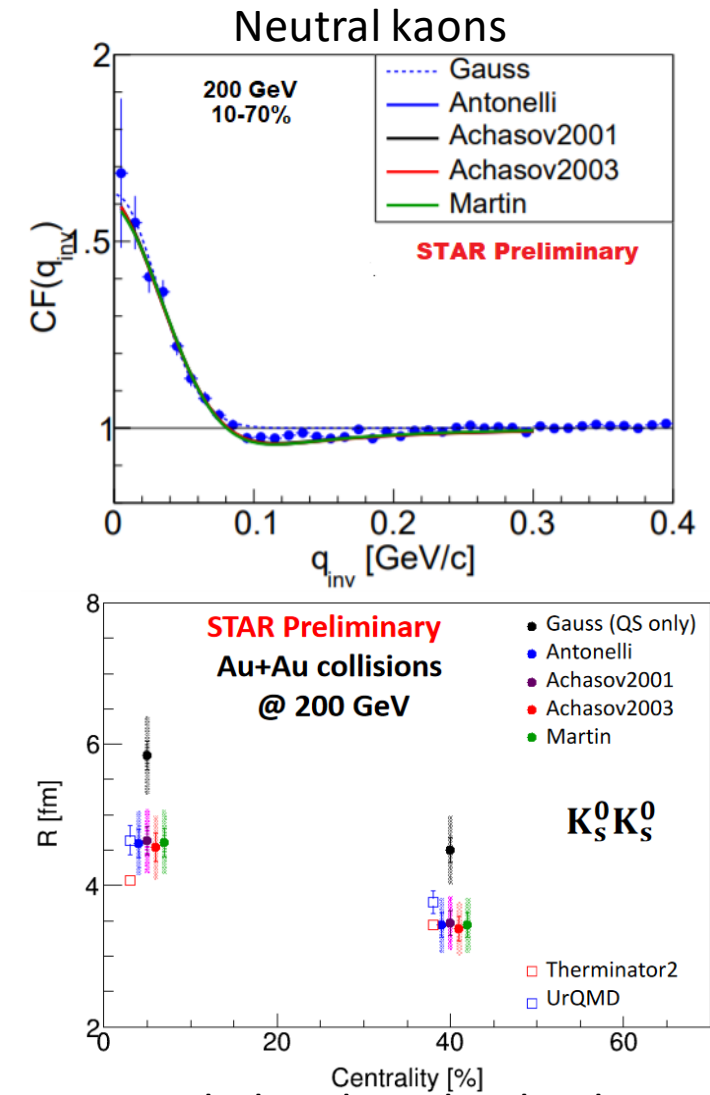 Neutral kaons
2
200 GeV
10-70%
Gauss
Antonelli
Achasov2001
Achasov2003
Martin
STAR Preliminary
1.5
CF(q_inv)
1
0 0.1 0.2 0.3 0.4
q_inv [GeV/c]
8
STAR Preliminary
Au+Au collisions
@ 200 GeV
Gauss (QS only)
Antonelli
Achasov2001
Achasov2003
Martin
6
R [fm]
K⁰ₛK⁰ₛ
4
Therminator2
UrQMD
2
0 20 40 60
Centrality [%]